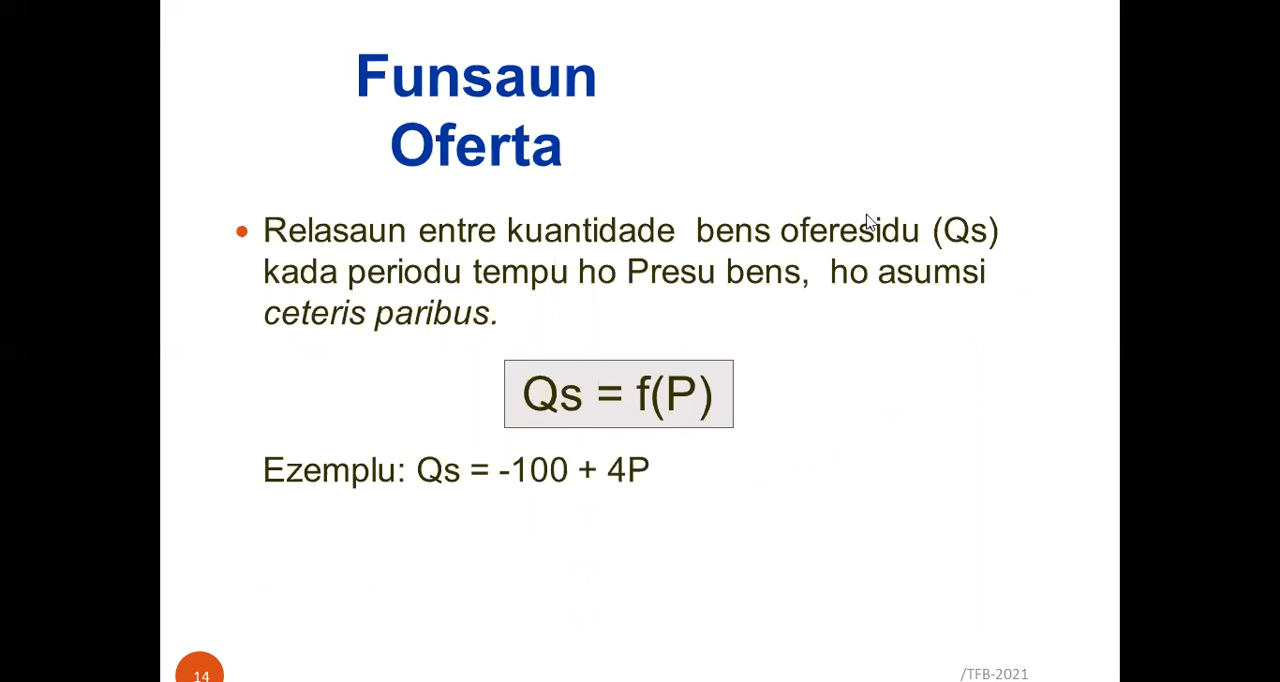 Funsaun
Oferta
• Relasaun entre kuantidade bens oferesidu (Qs)
kada periodu tempu ho Presu bens, ho asumsi
ceteris paribus.
Qs = f(P)
Ezemplu: Qs = -100 + 4P
14
/TFB-2021